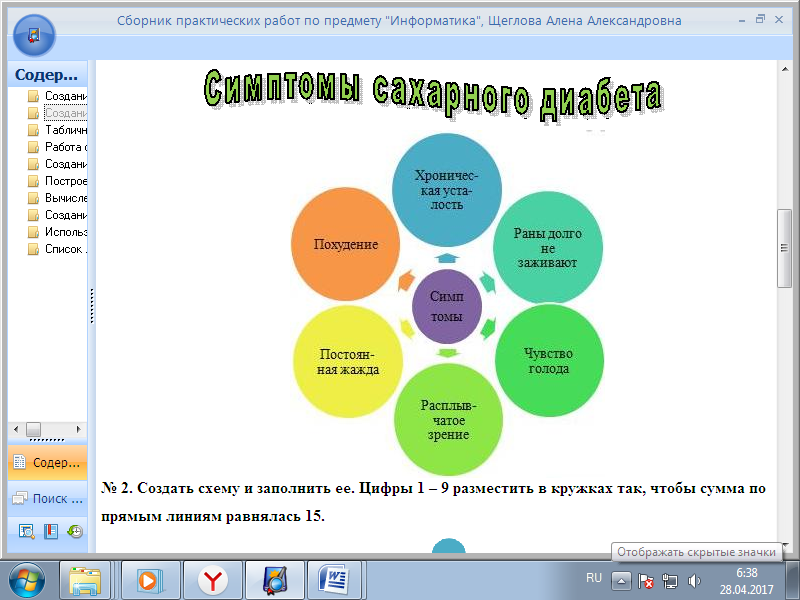 Сборник практических работ по предмету "Информатика", Щеглова Алена Александровна
Содер...
Создани
Создани
Табличн
Работа с
Создани
Построе
Вычисле
Создани
Использ
Список
Содер...
Поиск ...
Симптомы сахарного диабета
Хроничес-
кая уста-
лость
Раны долго
не
заживают
Чувство
голода
Расплыв-
чатое
зрение
Постоян-
ная жажда
Похудение
Симп
томы
№ 2. Создать схему и заполнить ее. Цифры 1 – 9 разместить в кружках так, чтобы сумма по
прямым линиям равнялась 15.
Отображать скрытые значки
RU
6:38
28.04.2017